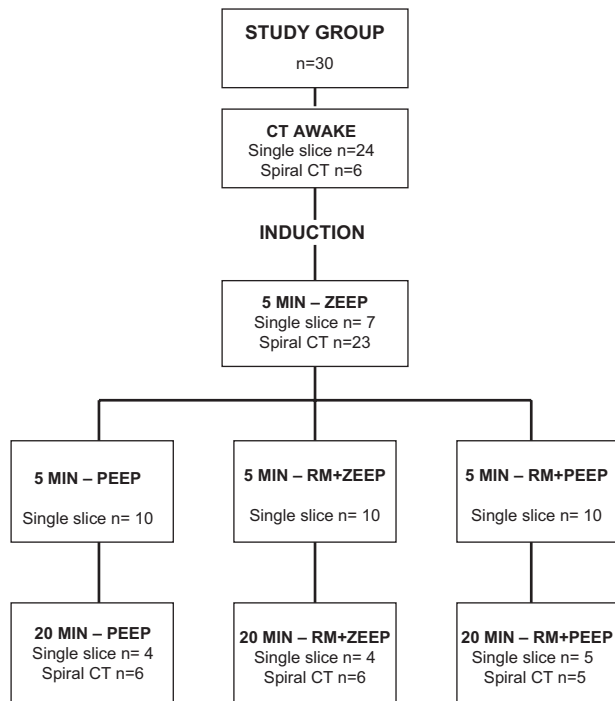 STUDY GROUP
n=30
CT AWAKE
Single slice n=24
Spiral CT n=6
INDUCTION
5 MIN – ZEEP
Single slice n= 7
Spiral CT n=23
5 MIN – PEEP
Single slice n= 10
5 MIN – RM+ZEEP
Single slice n= 10
5 MIN – RM+PEEP
Single slice n= 10
20 MIN – PEEP
Single slice n= 4
Spiral CT n=6
20 MIN – RM+ZEEP
Single slice n= 4
Spiral CT n=6
20 MIN – RM+PEEP
Single slice n= 5
Spiral CT n=5